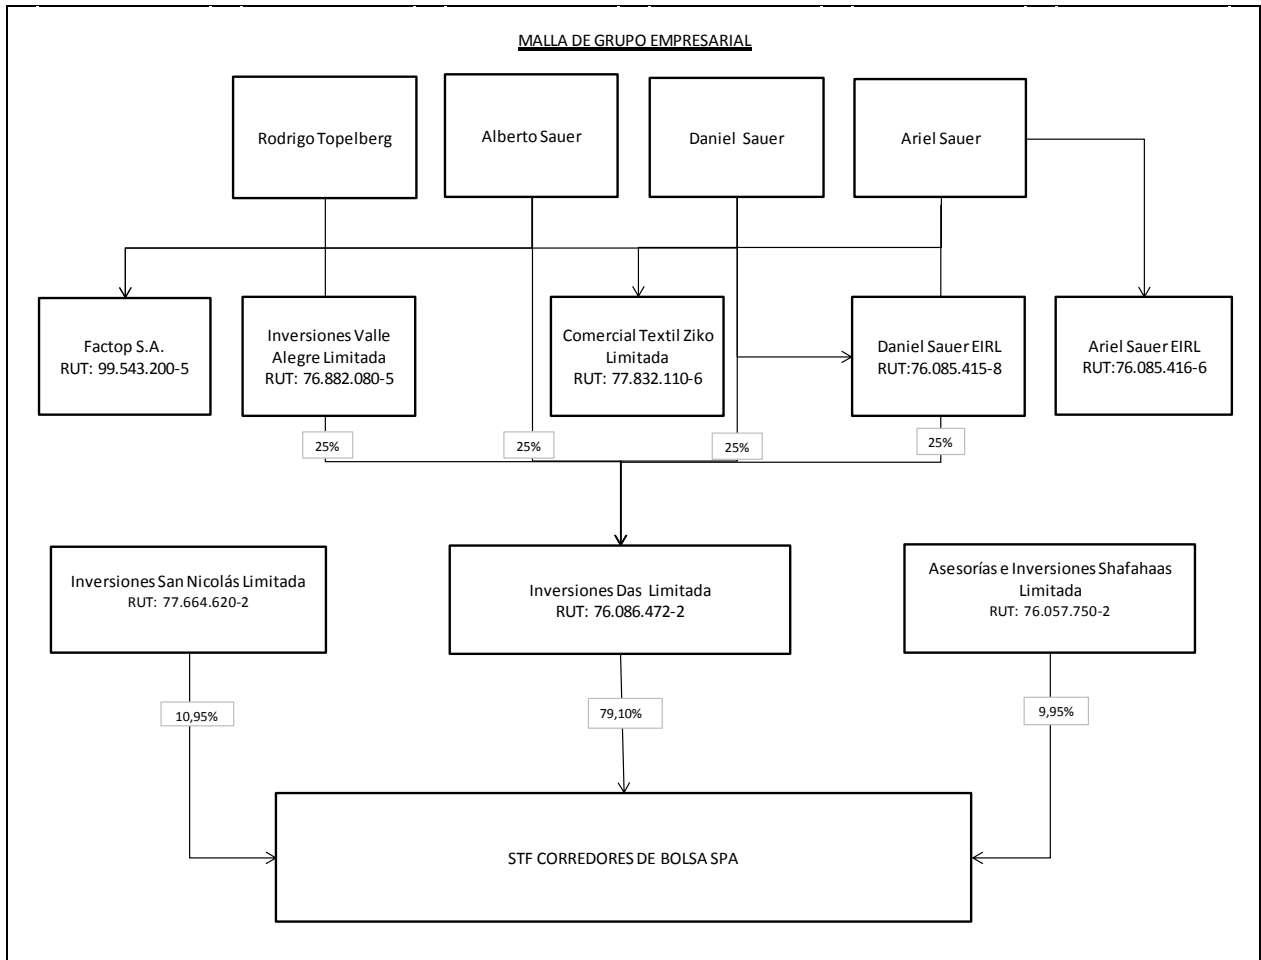 MALLA DE GRUPO EMPRESARIAL
Rodrigo Topelberg
Alberto Sauer
Daniel Sauer
Ariel Sauer
Factop S.A.
RUT: 99.543.200-5
Inversiones Valle
Alegre Limitada
RUT: 76.882.080-5
Comercial Textil Ziko
Limitada
RUT: 77.832.110-6
Daniel Sauer EIRL
RUT:76.085.415-8
Ariel Sauer EIRL
RUT:76.085.416-6
25%
25%
25%
25%
Inversiones San Nicolás Limitada
RUT: 77.664.620-2
Inversiones Das Limitada
RUT: 76.086.472-2
Asesorías e Inversiones Shafahaas
Limitada
RUT: 76.057.750-2
10,95%
79,10%
9,95%
STF CORREDORES DE BOLSA SPA